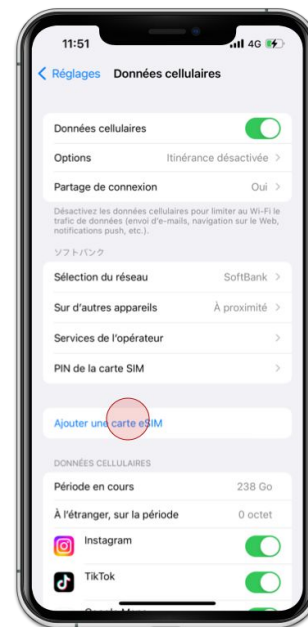 11:51
4G
Réglages Données cellulaires
Données cellulaires
Options Itinérance désactivée
Partage de connexion Oui
Désactivez les données cellulaires pour limiter au Wi-Fi le
trafic de données (envoi d'e-mails, navigation sur le Web,
notifications push, etc.).
ソフトバンク
Sélection du réseau SoftBank
Sur d'autres appareils À proximité
Services de l'opérateur
PIN de la carte SIM
Ajouter une carte eSIM
DONNÉES CELLULAIRES
Période en cours 238 Go
À l'étranger, sur la période 0 octet
Instagram
TikTok